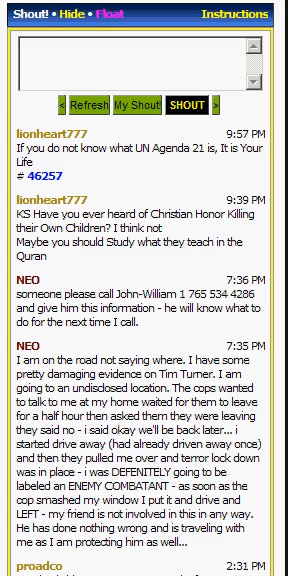 Shout! • Hide • Float Instructions
< Refresh My Shout! SHOUT >
lionheart777 9:57 PM
If you do not know what UN Agenda 21 is, It is Your
Life
# 46257
lionheart777 9:39 PM
KS Have you ever heard of Christian Honor Killing
their Own Children? I think not
Maybe you should Study what they teach in the
Quran
NEO 7:36 PM
someone please call John-William 1 765 534 4286
and give him this information - he will know what to
do for the next time I call.
NEO 7:35 PM
I am on the road not saying where. I have some
pretty damaging evidence on Tim Turner. I am
going to an undisclosed location. The cops wanted
to talk to me at my home waited for them to leave
for a half hour then asked them they were leaving
they said no - i said okay we'll be back later... i
started drive away (had already driven away once)
and then they pulled me over and terror lock down
was in place - i was DEFENITELY going to be
labeled an ENEMY COMBATANT - as soon as the
cop smashed my window I put it and drive and
LEFT - my friend is not involved in this in any way.
He has done nothing wrong and is traveling with
me as I am protecting him as well...
proadco 2:31 PM